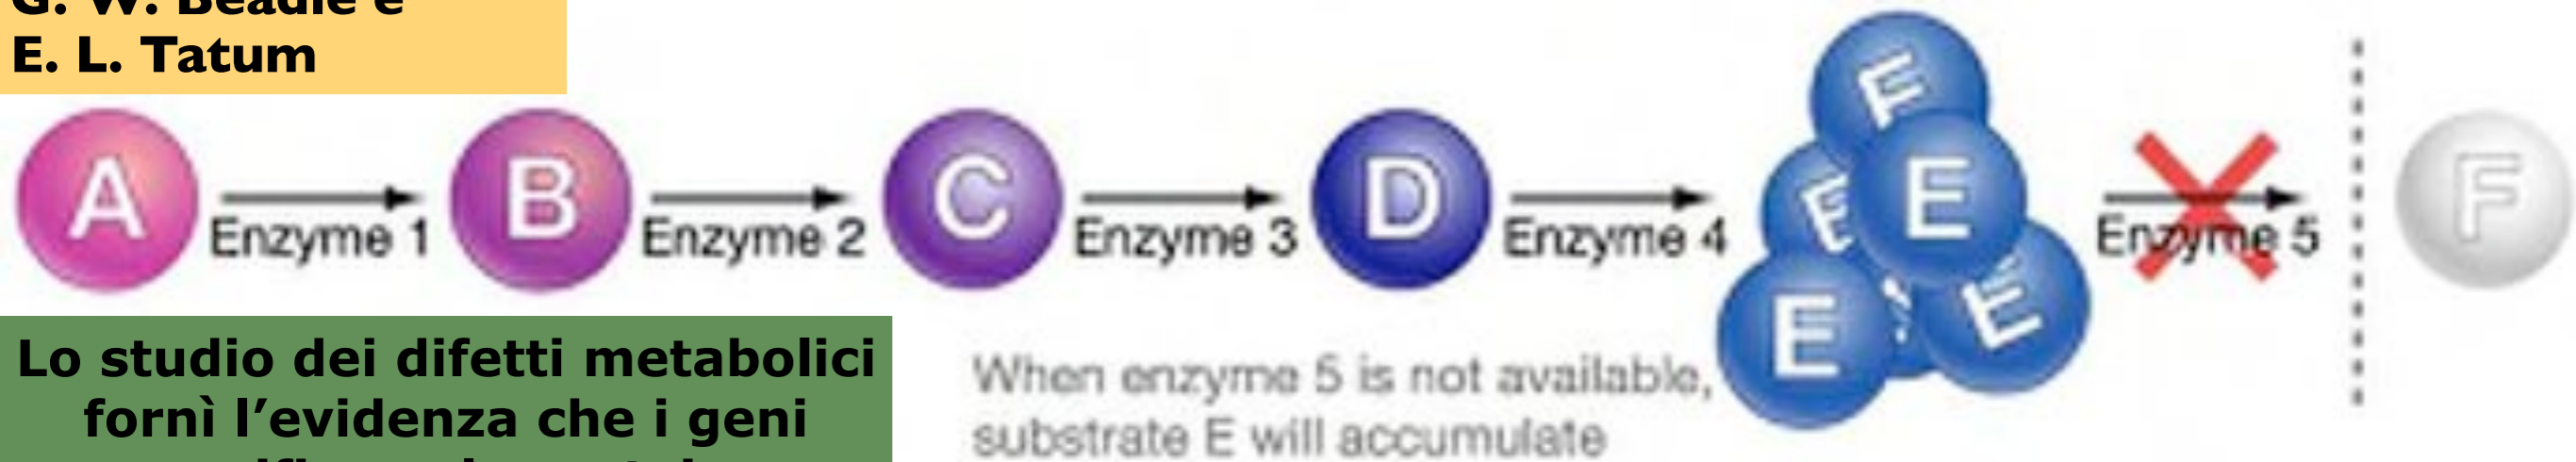 G. W. Beadle e
E. L. Tatum
A
Enzyme 1
B
Enzyme 2
C
Enzyme 3
D
Enzyme 4
E
E
E
E
E
Enzyme 5
F
Lo studio dei difetti metabolici
fornì l’evidenza che i geni
When enzyme 5 is not available,
substrate E will accumulate